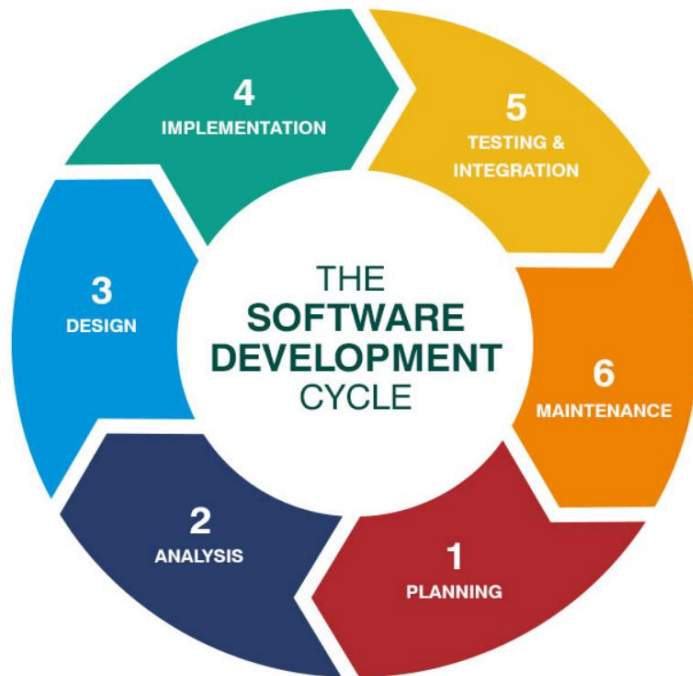 THE
SOFTWARE
DEVELOPMENT
CYCLE
1
PLANNING
2
ANALYSIS
3
DESIGN
4
IMPLEMENTATION
5
TESTING &
INTEGRATION
6
MAINTENANCE